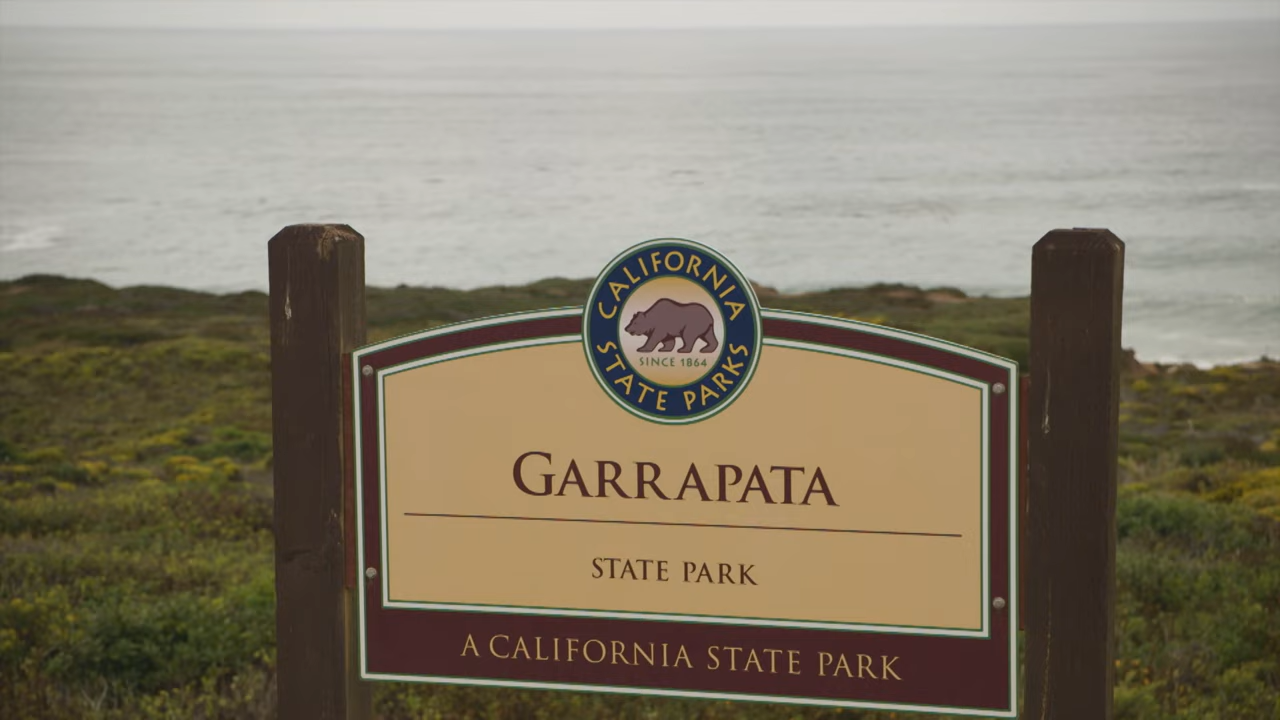 CALIFORNIA
SINCE 1864
STATE PARKS
GARRAPATA
STATE PARK
A CALIFORNIA STATE PARK